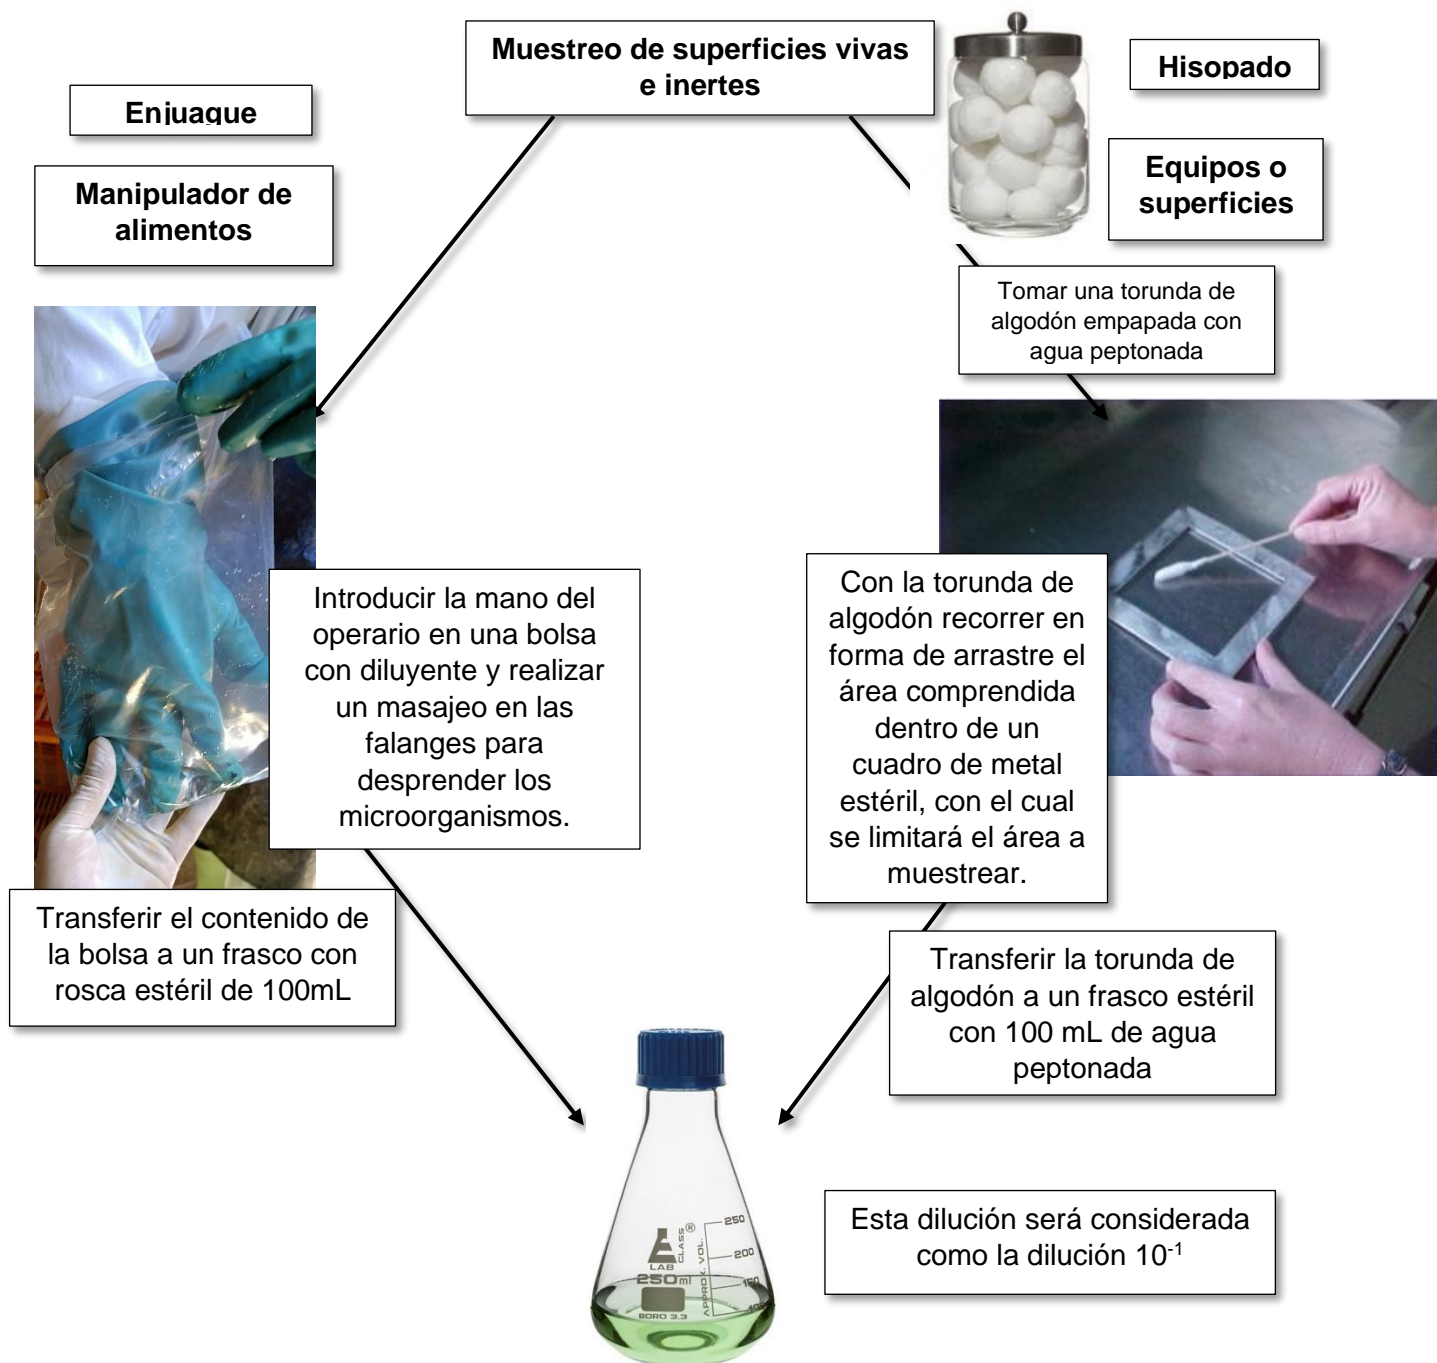 Muestreo de superficies vivas
e inertes
Enjuague
Manipulador de
alimentos
Hisopado
Equipos o
superficies
Tomar una torunda de
algodón empapada con
agua peptonada
Introducir la mano del
operario en una bolsa
con diluyente y realizar
un masajeo en las
falanges para
desprender los
microorganismos.
Con la torunda de
algodón recorrer en
forma de arrastre el
área comprendida
dentro de un
cuadro de metal
estéril, con el cual
se limitará el área a
muestrear.
Transferir el contenido de
la bolsa a un frasco con
rosca estéril de 100mL
Transferir la torunda de
algodón a un frasco estéril
con 100 mL de agua
peptonada
E GLASS ®
LAB
250 ml
BORO 3.3
APPROX. VOL.
250
200
150
100
Esta dilución será considerada
como la dilución 10⁻¹